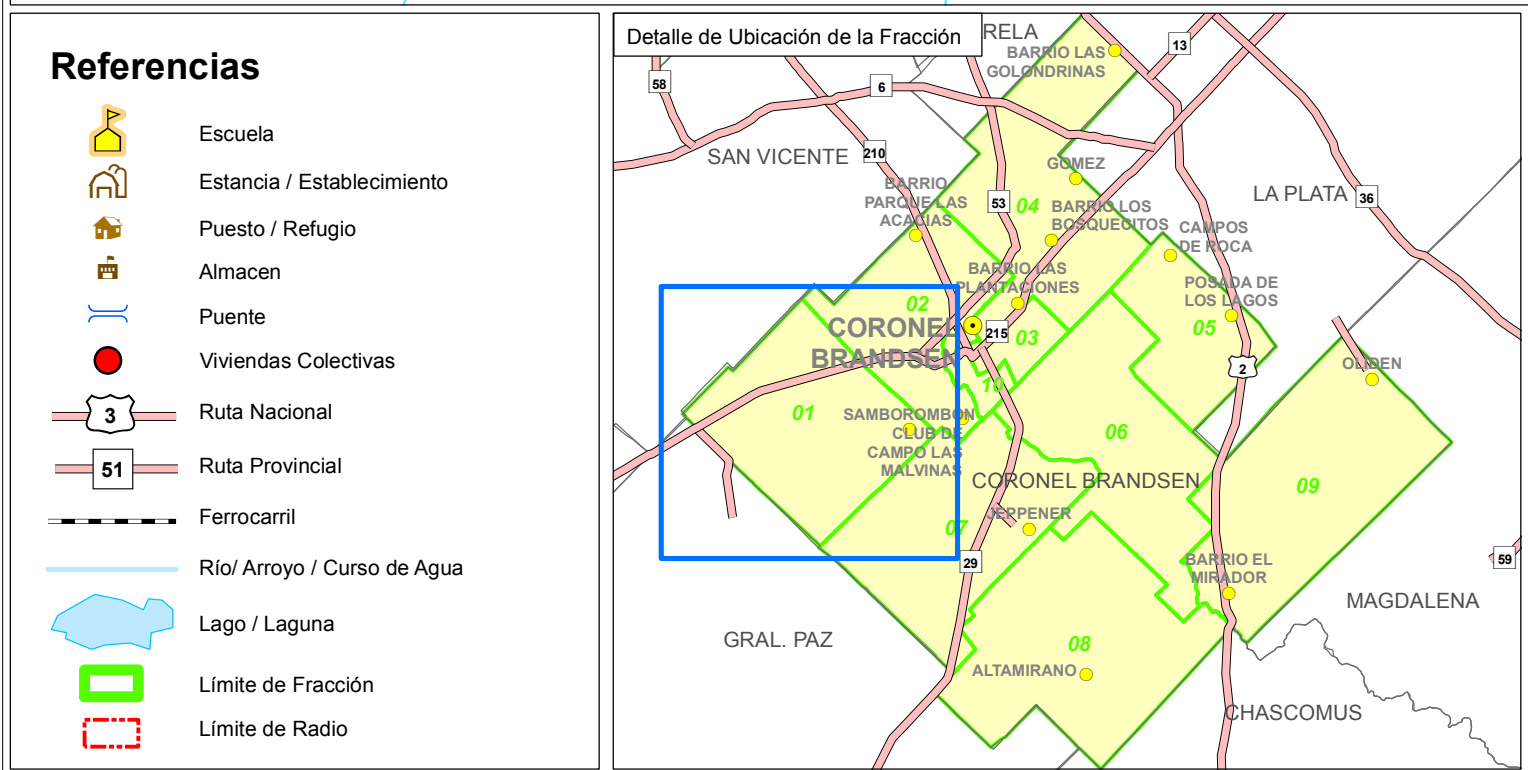 Referencias
Escuela
Estancia / Establecimiento
Puesto / Refugio
Almacen
Puente
Viviendas Colectivas
3
Ruta Nacional
51
Ruta Provincial
Ferrocarril
Río/ Arroyo / Curso de Agua
Lago / Laguna
Límite de Fracción
Límite de Radio
Detalle de Ubicación de la Fracción
RELA
BARRIO LAS
GOLONDRINAS
13
58
6
SAN VICENTE
210
GOMEZ
LA PLATA
36
BARRIO
PARQUE LAS
ACACIAS
53
04
BARRIO LOS
BOSQUECITOS
CAMPOS
DE ROCA
BARRIO LAS
PLANTACIONES
POSADA DE
LOS LAGOS
02
05
CORONEL
BRANDSEN
215
03
2
OLIDEN
10
01
SAMBOROMBON
CLUB DE
CAMPO LAS
MALVINAS
06
CORONEL BRANDSEN
09
07
JEPPENER
29
BARRIO EL
MIRADOR
59
MAGDALENA
GRAL. PAZ
08
ALTAMIRANO
CHASCOMUS